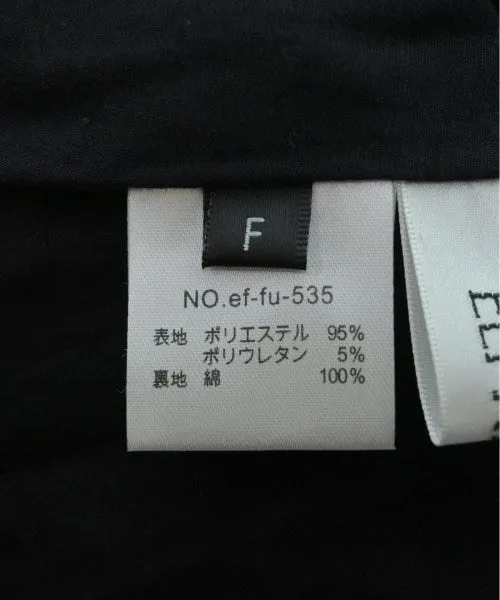 F
NO.ef-fu-535
表地 ポリエステル 95%
ポリウレタン 5%
裏地 綿 100%